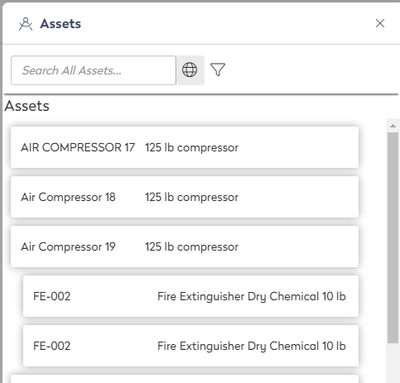 Assets
Search All Assets...
Assets
AIR COMPRESSOR 17 125 lb compressor
Air Compressor 18 125 lb compressor
Air Compressor 19 125 lb compressor
FE-002 Fire Extinguisher Dry Chemical 10 lb
FE-002 Fire Extinguisher Dry Chemical 10 lb